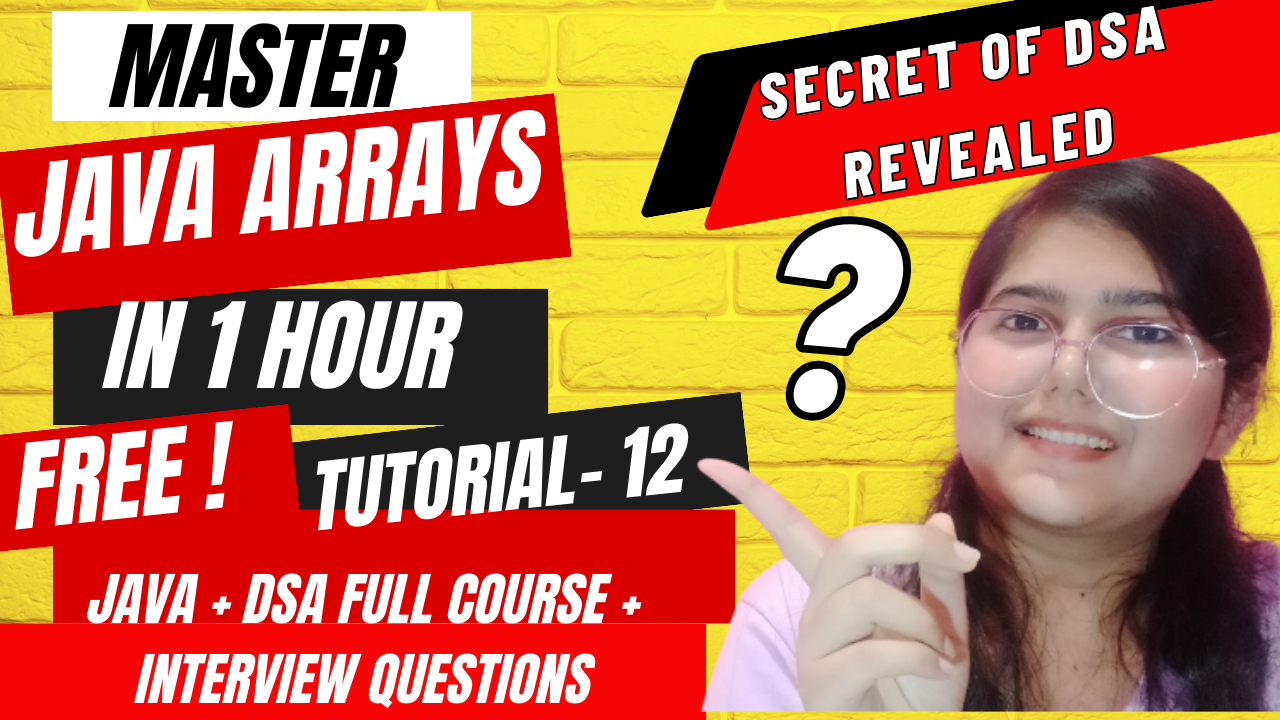 MASTER
JAVA ARRAYS
IN 1 HOUR
FREE !
TUTORIAL- 12
JAVA + DSA FULL COURSE +
INTERVIEW QUESTIONS
SECRET OF DSA
REVEALED
?